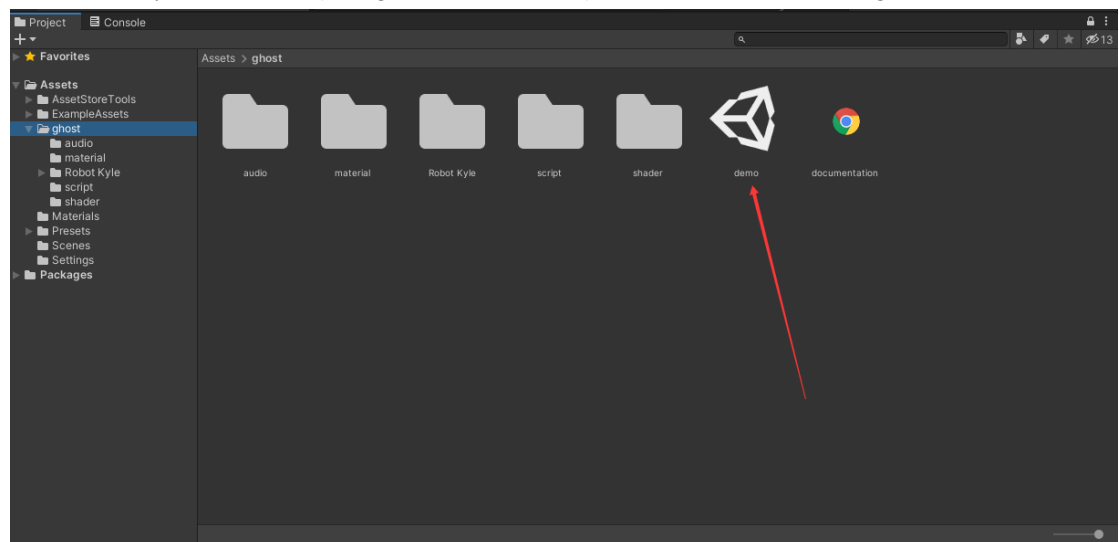 Project Console
13
Favorites
Assets > ghost
Assets
AssetStoreTools
ExampleAssets
ghost
audio
material
Robot Kyle
script
shader
Materials
Presets
Scenes
Settings
Packages
audio material Robot Kyle script shader demo documentation